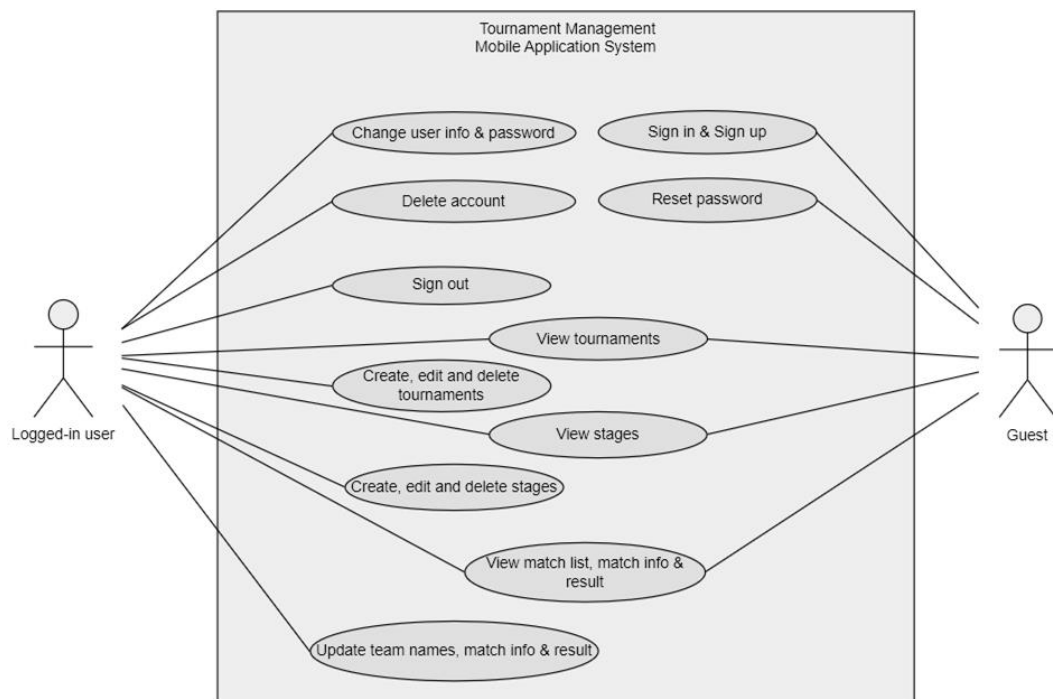 Tournament Management
Mobile Application System
Change user info & password
Sign in & Sign up
Delete account
Reset password
Sign out
View tournaments
Create, edit and delete
tournaments
Logged-in user
View stages
Guest
Create, edit and delete stages
View match list, match info &
result
Update team names, match info & result